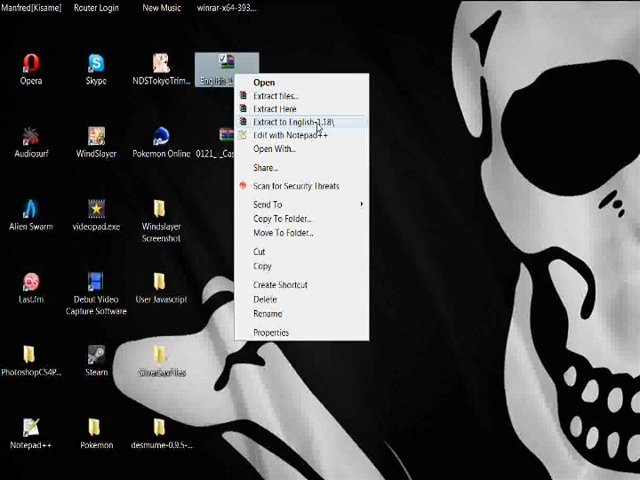 Manfred[Kisame] Router Login New Music winrar-x64-393...
Opera Skype NDSTokyoTrim...
Audiosurf WindSlayer Pokemon Online 0121_
Alien Swarm videopad.exe Windslayer Screenshot
Last.fm Debut Video Capture Software User Javascript
PhotoshopCS4P... Steam
Notepad++ Pokemon desmume-0.9.5-...
Open
Extract files...
Extract Here
Extract to English-1.18\
Edit with Notepad++
Open With...
Share...
Scan for Security Threats
Send To
Copy To Folder...
Move To Folder...
Cut
Copy
Create Shortcut
Delete
Rename
Properties